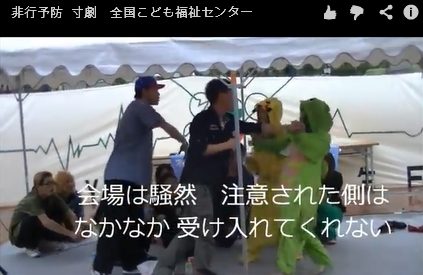 非行予防 寸劇　全国こども福祉センター
会場は騒然　注意された側は
なかなか 受け入れてくれない